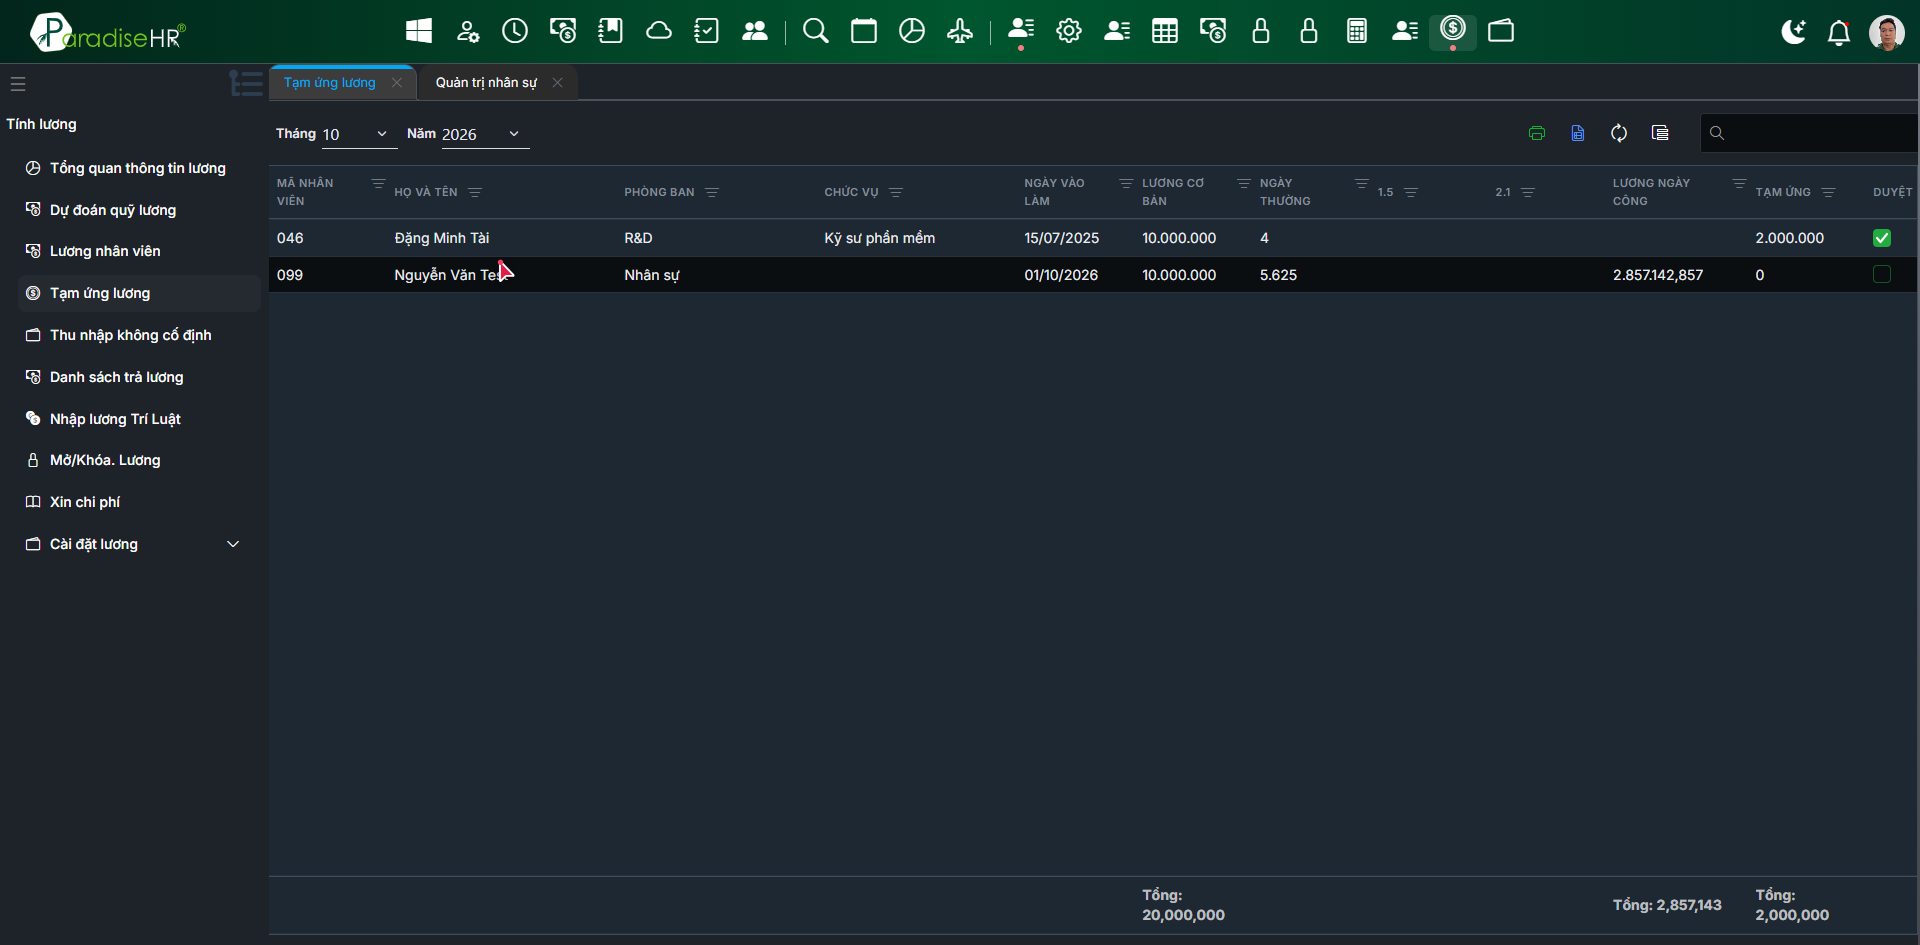 ParadiseHR®
Tính lương
Tổng quan thông tin lương
Dự đoán quỹ lương
Lương nhân viên
Tạm ứng lương
Thu nhập không cố định
Danh sách trả lương
Nhập lương Trí Luật
Mở/Khóa. Lương
Xin chi phí
Cài đặt lương
Tạm ứng lương
Quản trị nhân sự
Tháng 10 Năm 2026
MÃ NHÂN VIÊN HỌ VÀ TÊN PHÒNG BAN CHỨC VỤ NGÀY VÀO LÀM LƯƠNG CƠ BẢN NGÀY THƯỜNG 1.5 2.1 LƯƠNG NGÀY CÔNG TẠM ỨNG DUYỆT
046 Đặng Minh Tài R&D Kỹ sư phần mềm 15/07/2025 10.000.000 4 2.000.000
099 Nguyễn Văn Tes Nhân sự 01/10/2026 10.000.000 5.625 2.857.142,857 0
Tổng: 20,000,000 Tổng: 2,857,143 Tổng: 2,000,000